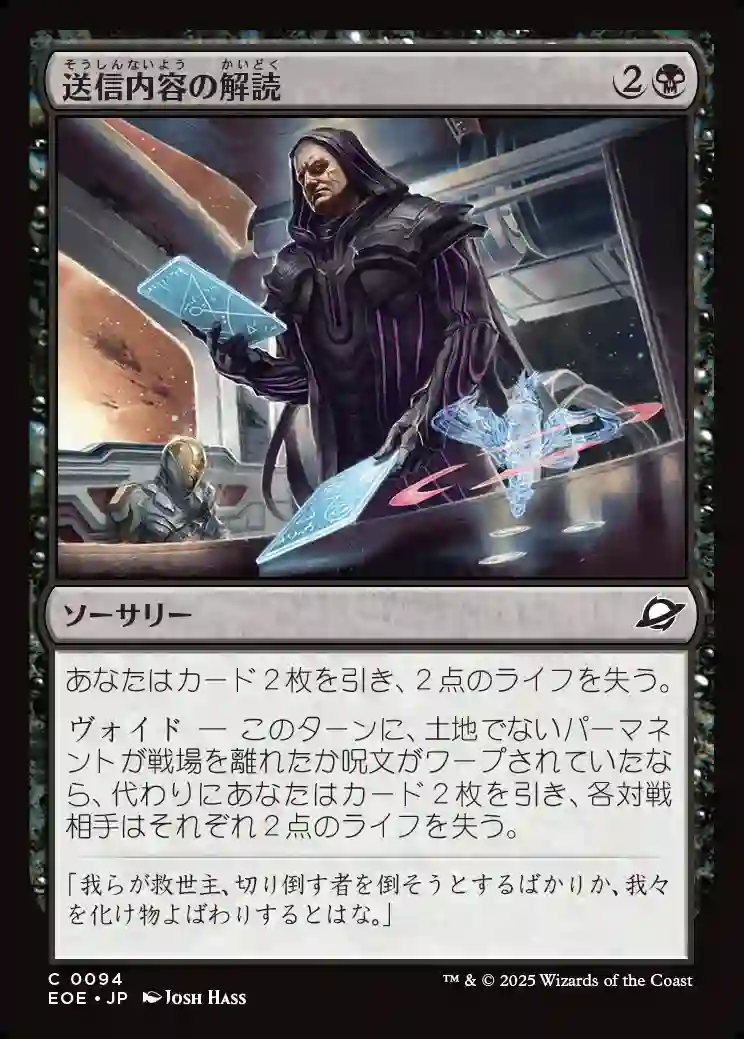 そうしんないよう かいどく
送信内容の解読
2
ソーサリー
あなたはカード２枚を引き、２点のライフを失う。
ヴォイド ― このターンに、土地でないパーマネ
ントが戦場を離れたか呪文がワープされていたな
ら、代わりにあなたはカード２枚を引き、各対戦
相手はそれぞれ２点のライフを失う。
「我らが救世主、切り倒す者を倒そうとするばかりか、我々
を化け物よばわりするとはな。」
C 0094
EOE • JP Josh Hass
™ & © 2025 Wizards of the Coast